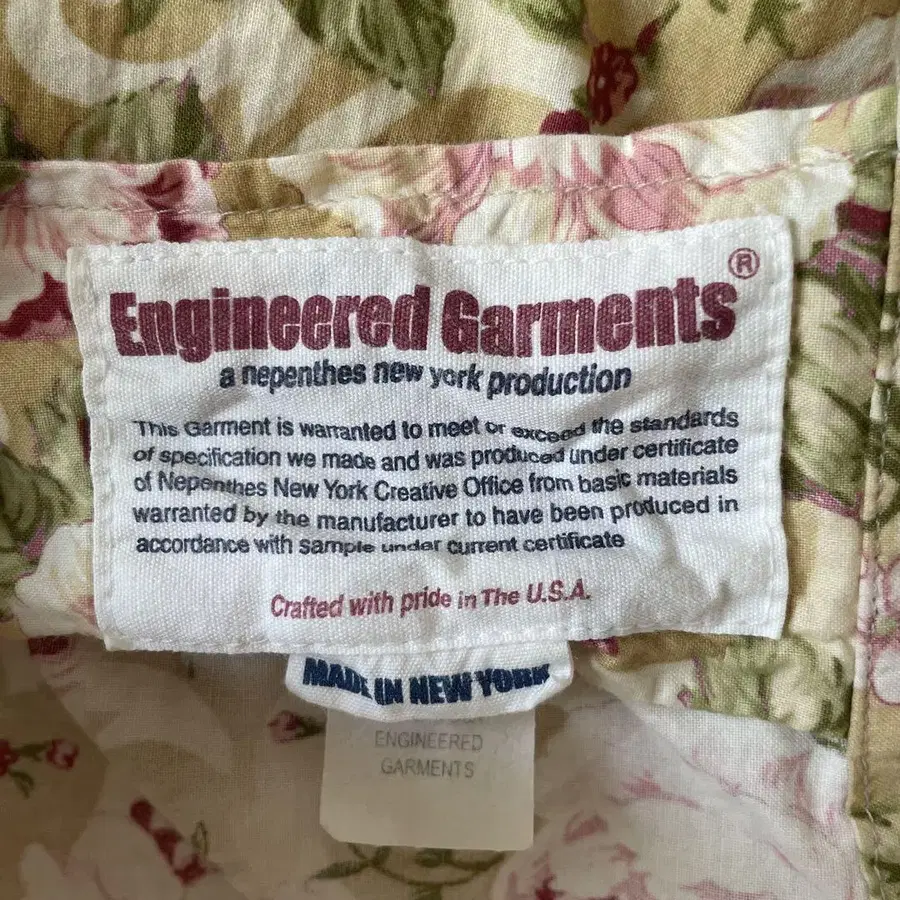 Engineered Garments®
a nepenthes new york production
This Garment is warranted to meet or exceed the standards
of specification we made and was produced under certificate
of Nepenthes New York Creative Office from basic materials
warranted by the manufacturer to have been produced in
accordance with sample under current certificate
Crafted with pride in The U.S.A.
MADE IN NEW YORK
ENGINEERED
GARMENTS